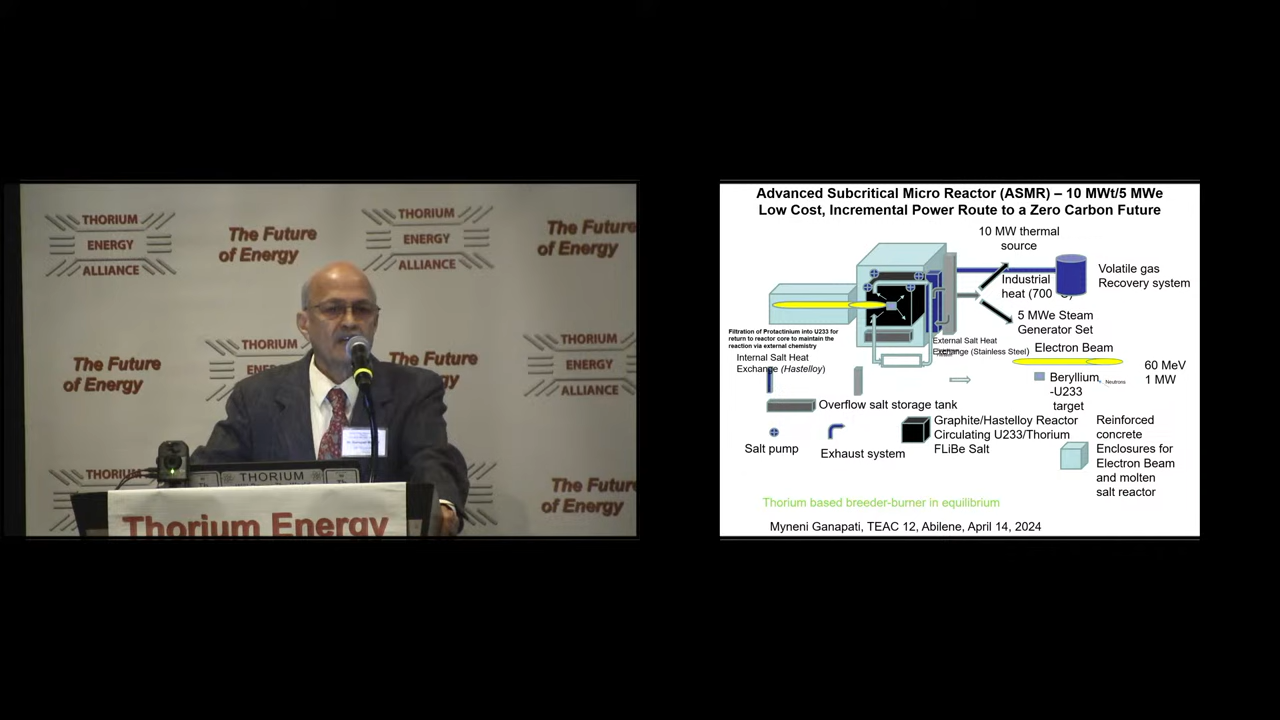 THORIUM
ENERGY
ALLIANCE
The Future
of Energy
THORIUM
ENERGY
ALLIANCE
The Future
of Energy
The Future
of Energy
THORIUM
The Future
THORIUM
ENERGY
ALLIANCE
THORIUM
The Future
of Energy
THORIUM
Thorium Energy
Advanced Subcritical Micro Reactor (ASMR) – 10 MWt/5 MWe
Low Cost, Incremental Power Route to a Zero Carbon Future
10 MW thermal
source
Industrial
heat (700
Volatile gas
Recovery system
5 MWe Steam
Generator Set
Filtration of Protactinium into U233 for
return to reactor core to maintain the
reaction via external chemistry
Internal Salt Heat
Exchange (Hastelloy)
External Salt Heat
Exchange (Stainless Steel)
Electron Beam
60 MeV
1 MW
Beryllium
-U233
target
Neutrons
Overflow salt storage tank
Salt pump
Exhaust system
Graphite/Hastelloy Reactor
Circulating U233/Thorium
FLiBe Salt
Reinforced
concrete
Enclosures for
Electron Beam
and molten
salt reactor
Thorium based breeder-burner in equilibrium
Myneni Ganapati, TEAC 12, Abilene, April 14, 2024